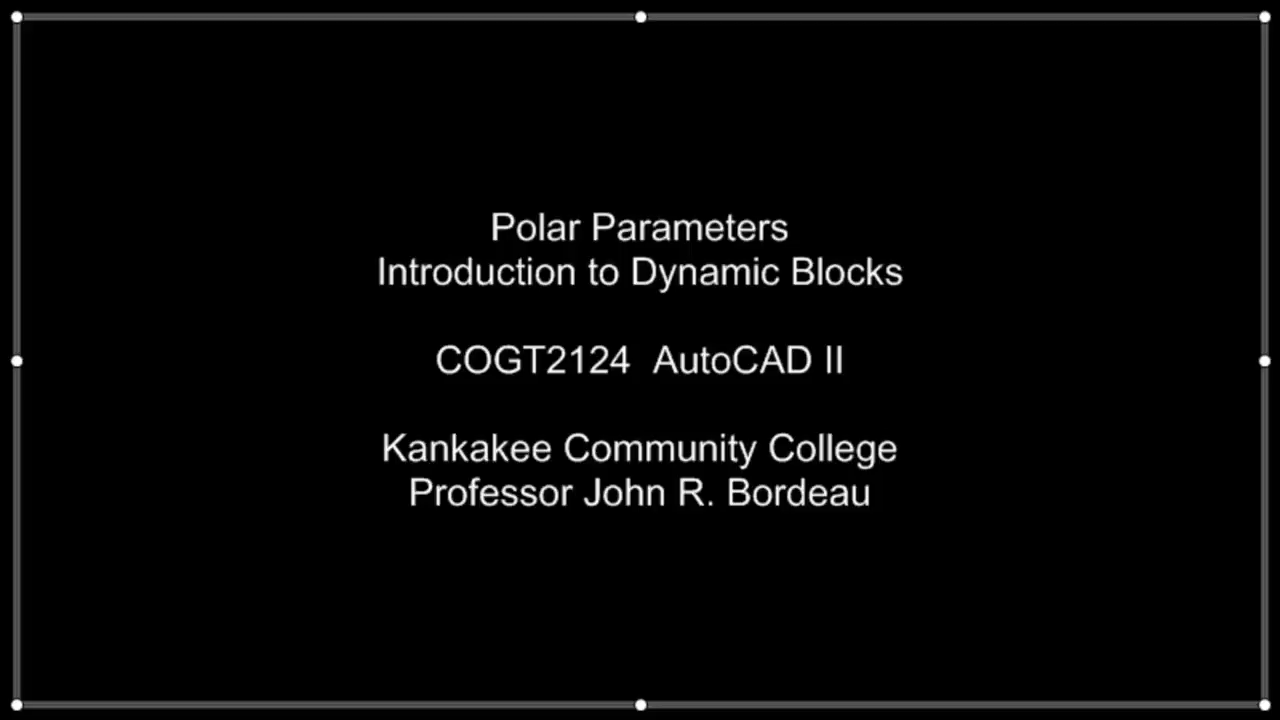 Polar Parameters
Introduction to Dynamic Blocks
COGT2124  AutoCAD II
Kankakee Community College
Professor John R. Bordeau